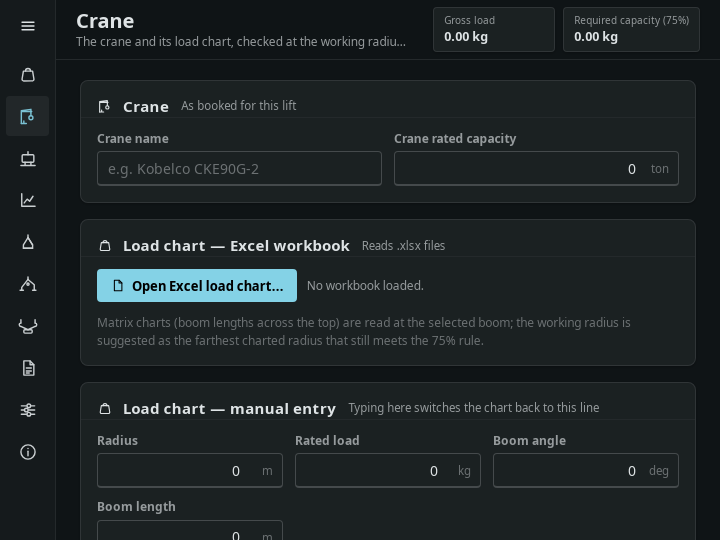 Crane
The crane and its load chart, checked at the working radiu...
Gross load
0.00 kg
Required capacity (75%)
0.00 kg
Crane As booked for this lift
Crane name
Crane rated capacity
e.g. Kobelco CKE90G-2
0 ton
Load chart — Excel workbook Reads .xlsx files
Open Excel load chart... No workbook loaded.
Matrix charts (boom lengths across the top) are read at the selected boom; the working radius is
suggested as the farthest charted radius that still meets the 75% rule.
Load chart — manual entry Typing here switches the chart back to this line
Radius
Rated load
Boom angle
0 m
0 kg
0 deg
Boom length
0 m